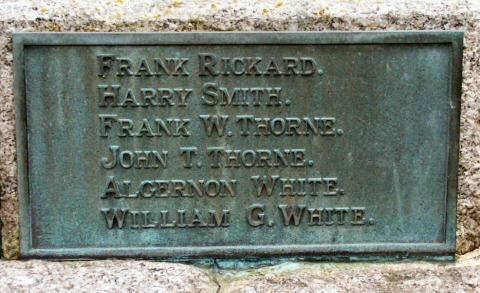 Frank Rickard.
Harry Smith.
Frank W. Thorne.
John T. Thorne.
Algernon White.
William G. White.